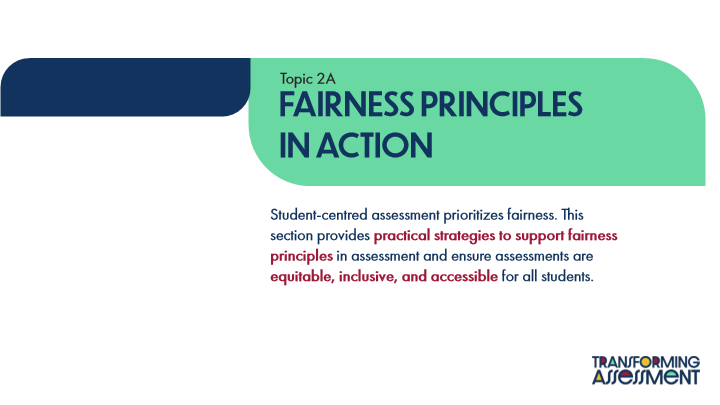 Topic 2A
FAIRNESS PRINCIPLES
IN ACTION
Student-centred assessment prioritizes fairness. This
section provides practical strategies to support fairness
principles in assessment and ensure assessments are
equitable, inclusive, and accessible for all students.
TRANSFORMING
ASSESSMENT